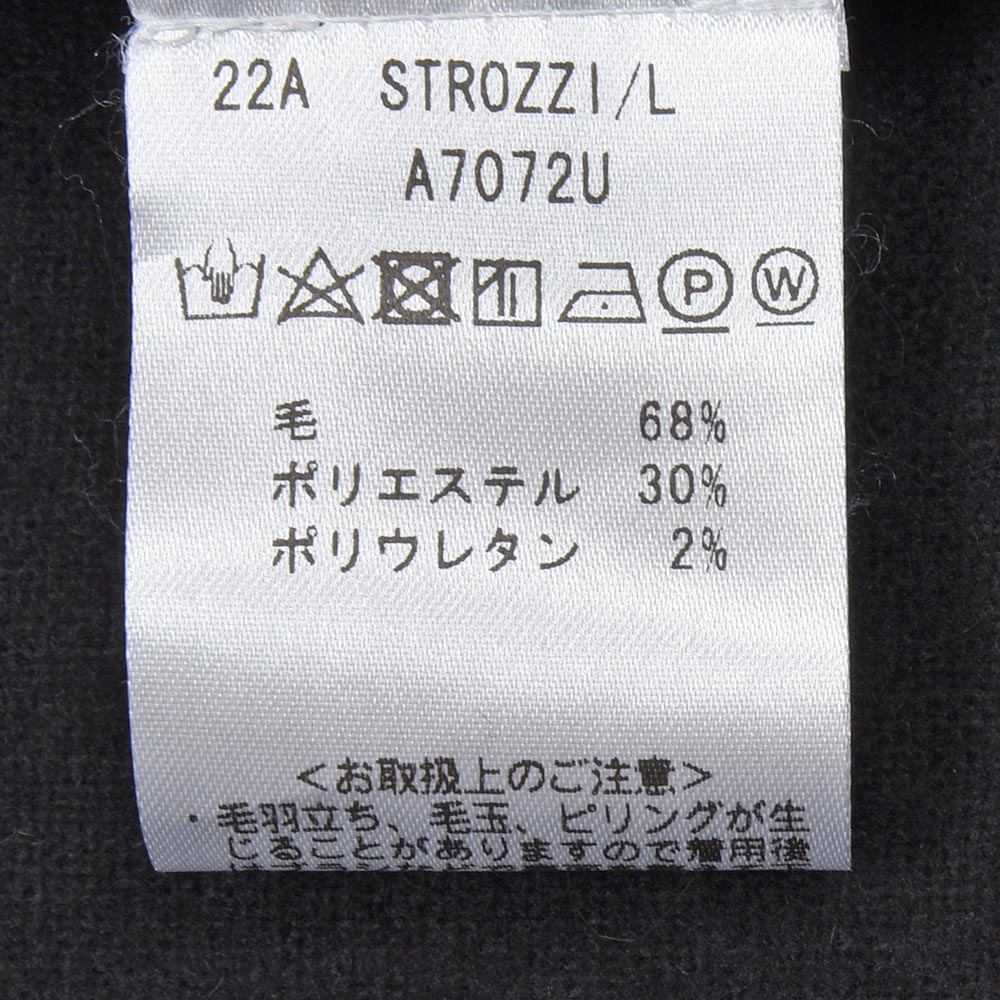 22A STROZZI/L
A7072U
P W
毛 68%
ポリエステル 30%
ポリウレタン 2%
＜お取扱上のご注意＞
・毛羽立ち、毛玉、ピリングが生
じることがありますので着用後